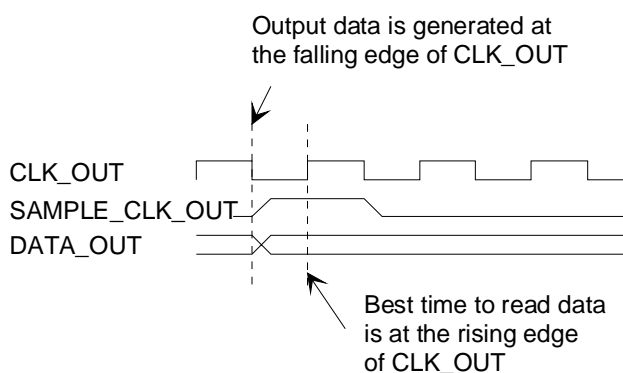 Output data is generated at
the falling edge of CLK_OUT
CLK_OUT
SAMPLE_CLK_OUT
DATA_OUT
Best time to read data
is at the rising edge
of CLK_OUT